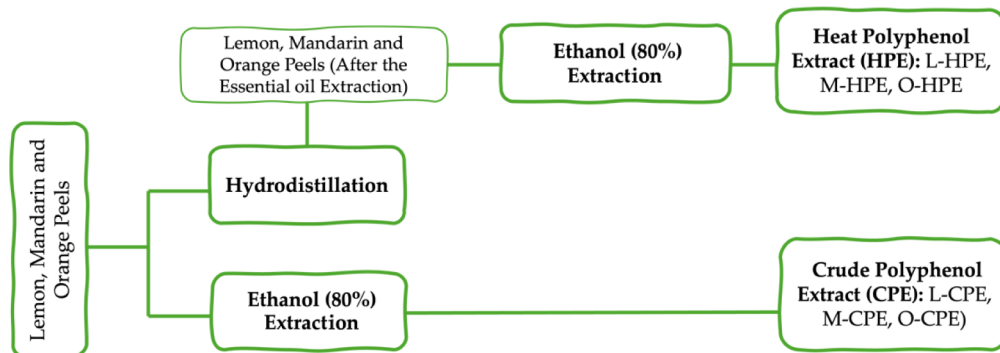 Lemon, Mandarin and
Orange Peels
Lemon, Mandarin and
Orange Peels (After the
Essential oil Extraction)
Hydrodistillation
Ethanol (80%)
Extraction
Heat Polyphenol
Extract (HPE): L-HPE,
M-HPE, O-HPE
Ethanol (80%)
Extraction
Crude Polyphenol
Extract (CPE): L-CPE,
M-CPE, O-CPE)